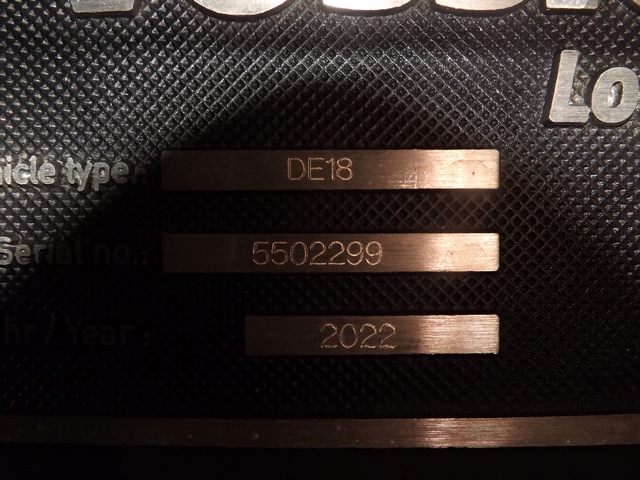 Lo
hicle type : DE18
Serial no.: 5502299
hr / Year : 2022